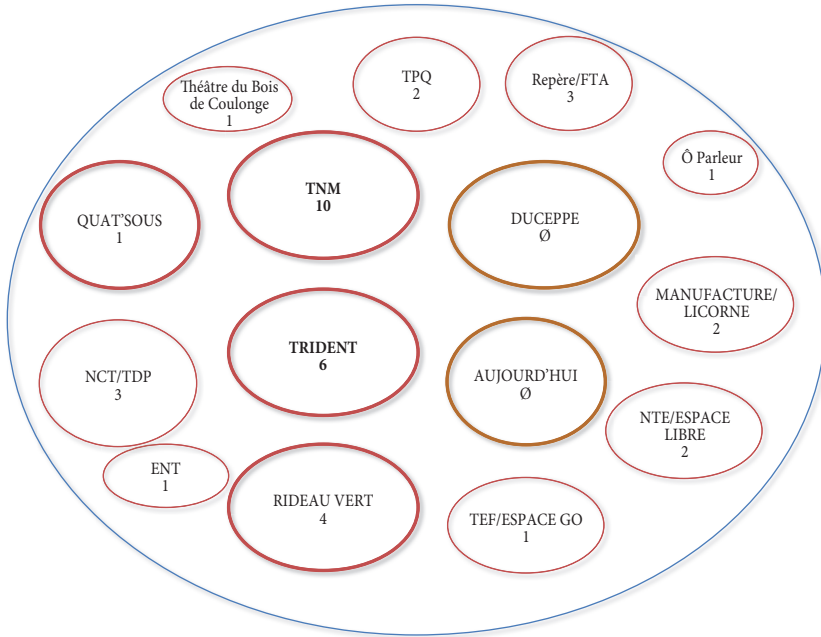 Théâtre du Bois
de Coulonge
1
TPQ
2
Repère/FTA
3
Ô Parleur
1
QUAT'SOUS
1
TNM
10
DUCEPPE
Ø
MANUFACTURE/
LICORNE
2
NCT/TDP
3
TRIDENT
6
AUJOURD'HUI
Ø
NTE/ESPACE
LIBRE
2
ENT
1
RIDEAU VERT
4
TEF/ESPACE GO
1